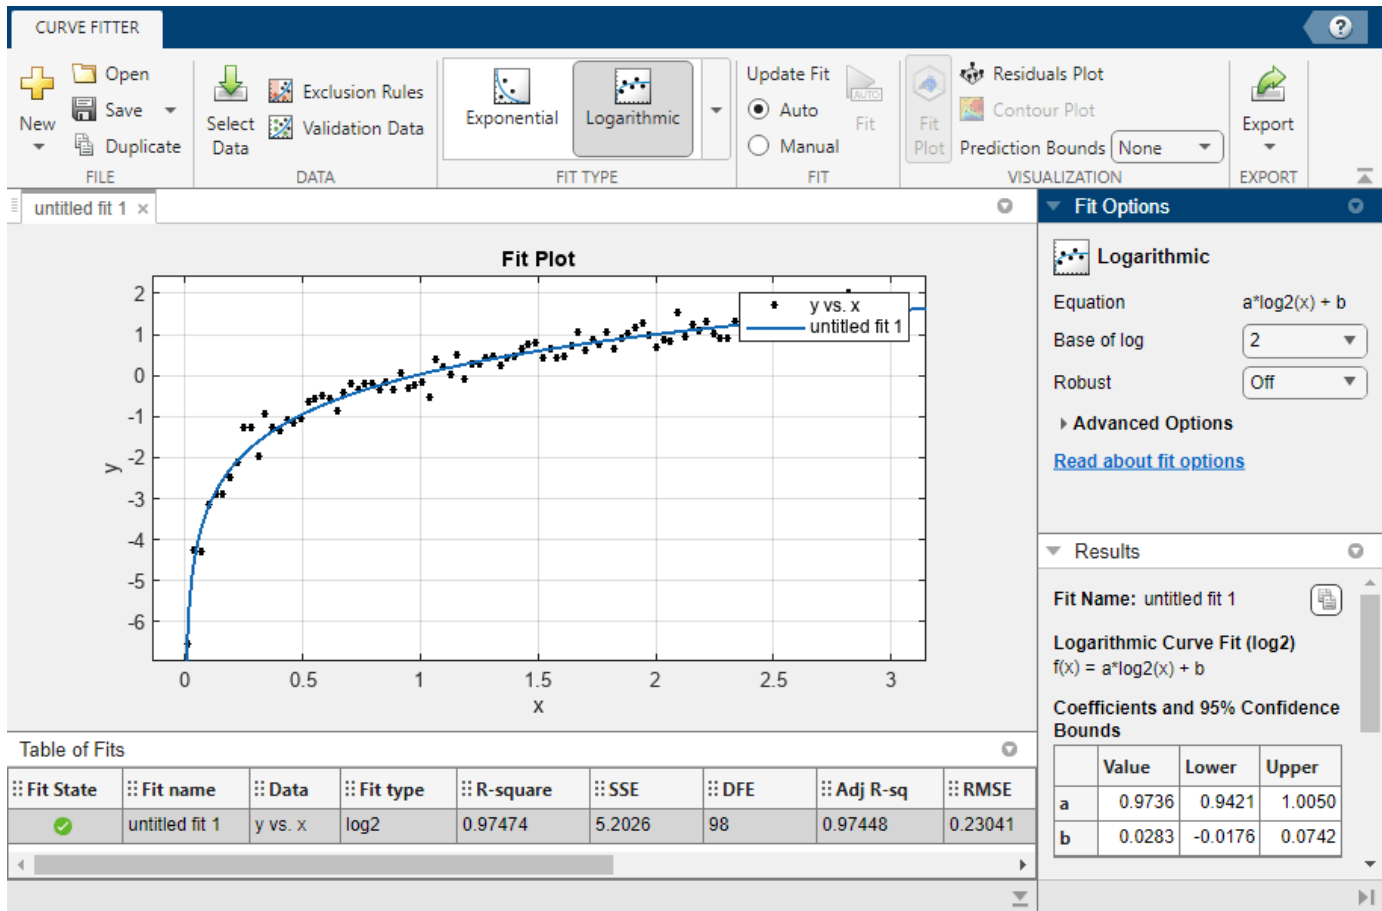 CURVE FITTER
?
New
Open
Save
Duplicate
FILE
Select
Data
Exclusion Rules
Validation Data
DATA
Exponential
Logarithmic
FIT TYPE
Update Fit
Auto
Manual
AUTO
Fit
FIT
Fit
Plot
Residuals Plot
Contour Plot
Prediction Bounds None
VISUALIZATION
Export
EXPORT
untitled fit 1 ×
Fit Plot
y vs. x
untitled fit 1
2
1
0
-1
-2
-3
-4
-5
-6
y
0 0.5 1 1.5 2 2.5 3
x
Table of Fits
Fit State Fit name Data Fit type R-square SSE DFE Adj R-sq RMSE
untitled fit 1 y vs. x log2 0.97474 5.2026 98 0.97448 0.23041
Fit Options
Logarithmic
Equation a*log2(x) + b
Base of log 2
Robust Off
Advanced Options
Read about fit options
Results
Fit Name: untitled fit 1
Logarithmic Curve Fit (log2)
f(x) = a*log2(x) + b
Coefficients and 95% Confidence
Bounds
Value Lower Upper
a 0.9736 0.9421 1.0050
b 0.0283 -0.0176 0.0742